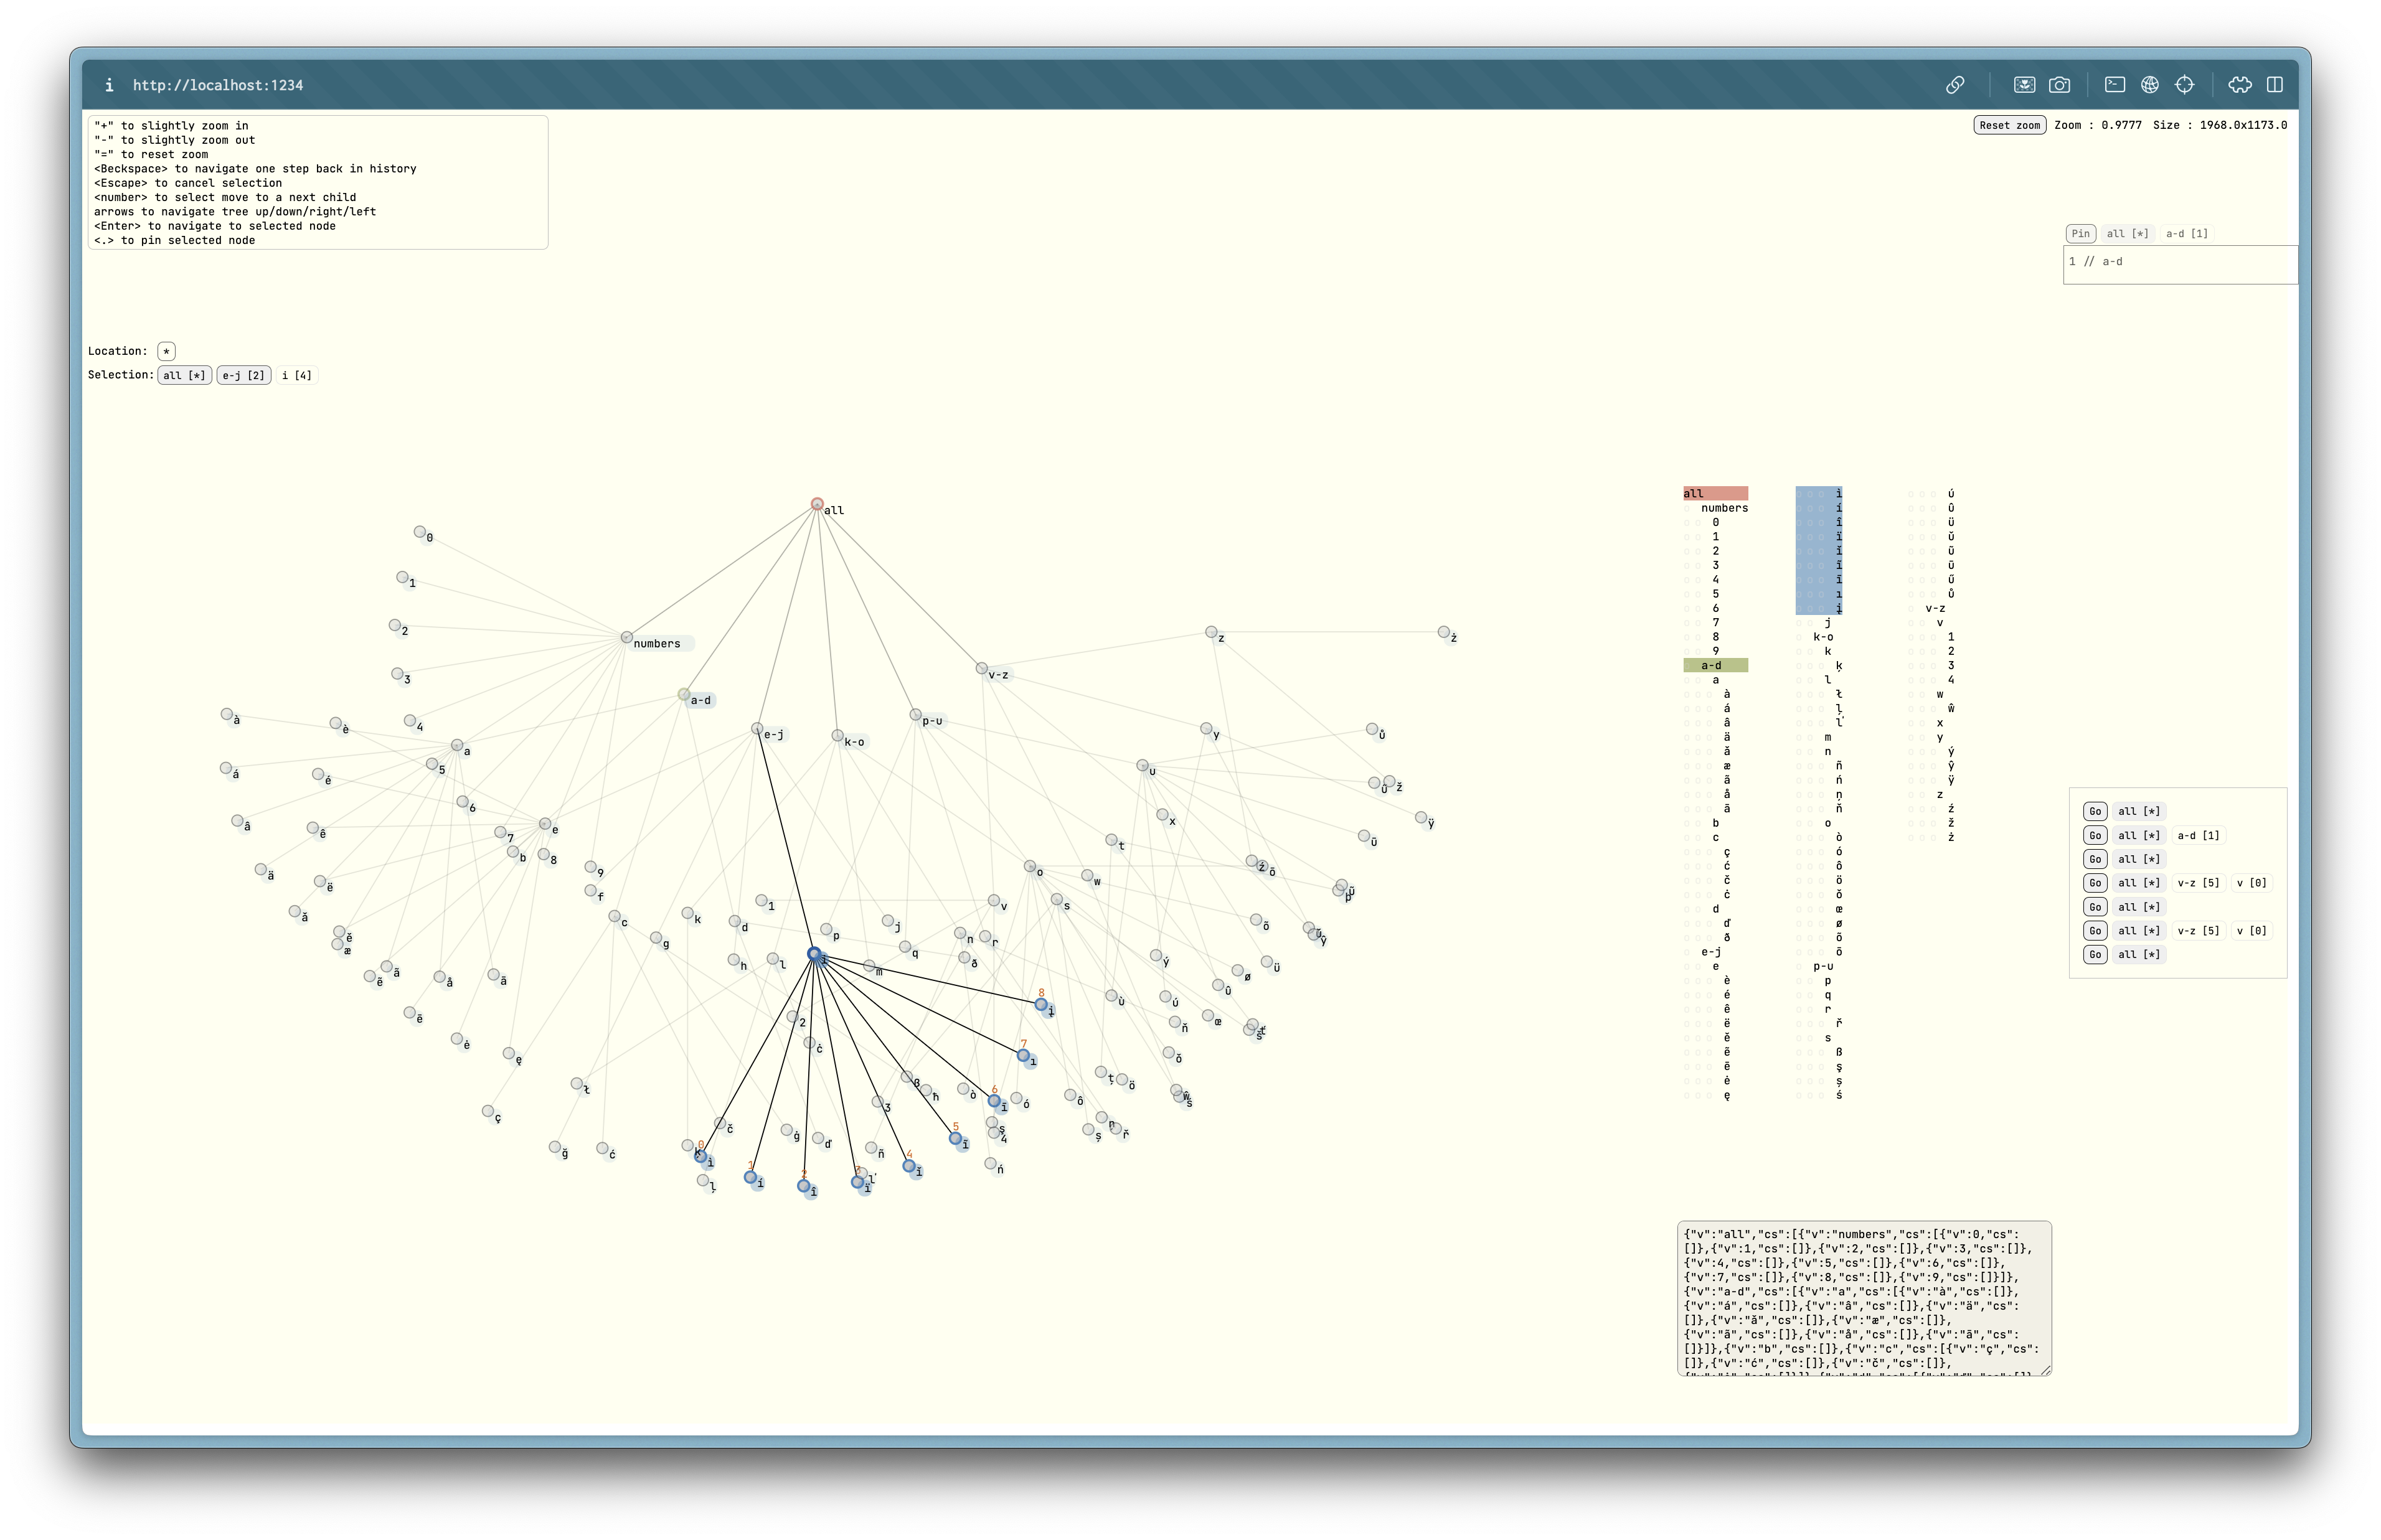 http://localhost:1234
"+" to slightly zoom in
"-" to slightly zoom out
"=" to reset zoom
<Beckspace> to navigate one step back in history
<Escape> to cancel selection
<number> to select move to a next child
arrows to navigate tree up/down/right/left
<Enter> to navigate to selected node
<.> to pin selected node
Reset zoom Zoom : 0.9777 Size : 1968.0x1173.0
Pin all [*] a-d [1]
1 // a-d
Location: *
Selection: all [*] e-j [2] i [4]
all
numbers
a-d
e-j
k-o
p-u
v-z
0
1
2
3
4
5
6
7
8
9
a
b
c
d
e
f
g
h
j
k
l
m
n
o
p
q
r
s
t
u
v
w
x
y
z
all
numbers
0
1
2
3
4
5
6
7
8
9
a-d
a
à
á
â
ä
ǎ
æ
ã
å
ā
b
c
ç
ć
č
ċ
d
ď
ð
e-j
e
è
é
ê
ë
ě
ẽ
ē
ė
ę
ì
í
î
ï
ǐ
ĩ
ī
ı
į
j
k-o
k
ķ
l
ł
ļ
ľ
m
n
ñ
ń
ņ
ň
o
ò
ó
ô
ö
ǒ
œ
ø
õ
ō
p-u
p
q
r
ř
s
ß
ş
ș
ś
ú
û
ü
ǔ
ũ
ū
ű
ů
v-z
v
1
2
3
4
w
ŵ
x
y
ý
ŷ
ÿ
z
ź
ž
ż
Go all [*]
Go all [*] a-d [1]
Go all [*]
Go all [*] v-z [5] v [0]
Go all [*]
Go all [*] v-z [5] v [0]
Go all [*]
{"v":"all","cs":[{"v":"numbers","cs":[{"v":0,"cs":
[]},{"v":1,"cs":[]},{"v":2,"cs":[]},{"v":3,"cs":[]},
{"v":4,"cs":[]},{"v":5,"cs":[]},{"v":6,"cs":[]},
{"v":7,"cs":[]},{"v":8,"cs":[]},{"v":9,"cs":[]}]},
{"v":"a-d","cs":[{"v":"a","cs":[{"v":"à","cs":[]},
{"v":"á","cs":[]},{"v":"â","cs":[]},{"v":"ä","cs":
[]},{"v":"ǎ","cs":[]},{"v":"æ","cs":[]},
{"v":"ã","cs":[]},{"v":"å","cs":[]},{"v":"ā","cs":
[]}]},{"v":"b","cs":[]},{"v":"c","cs":[{"v":"ç","cs":
[]},{"v":"ć","cs":[]},{"v":"č","cs":[]},